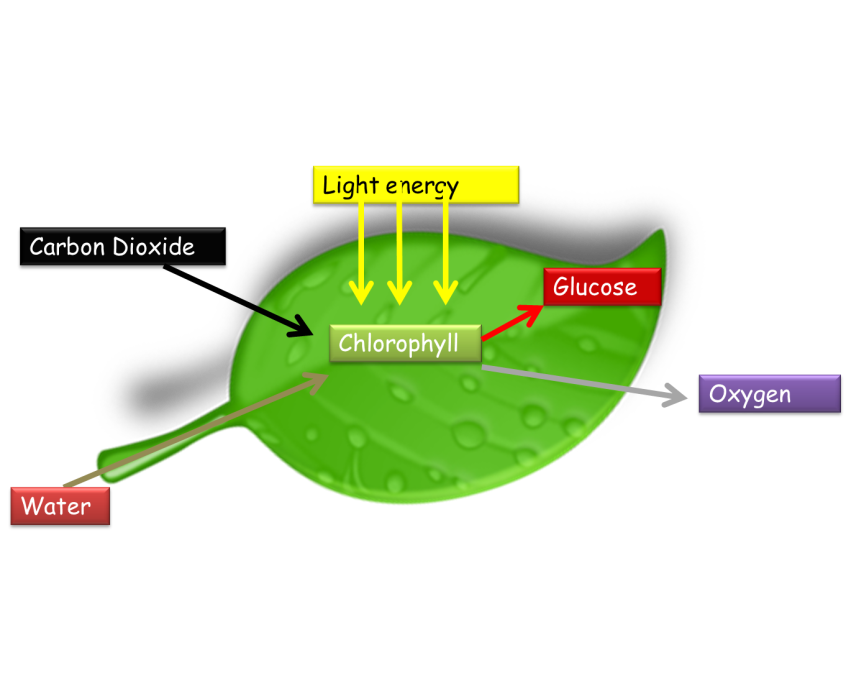 Light energy
Carbon Dioxide
Glucose
Chlorophyll
Oxygen
Water